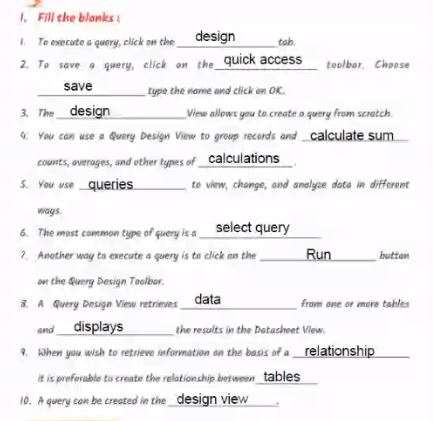 1. Fill the blanks :
1. To execute a query, click on the design tab.
2. To save a query, click on the quick access toolbar. Choose
save type the name and click on OK.
3. The design View allows you to create a query from scratch.
4. You can use a Query Design View to group records and calculate sum
counts, averages, and other types of calculations.
5. You use queries to view, change, and analyze data in different
ways.
6. The most common type of query is a select query
7. Another way to execute a query is to click on the Run button
on the Query Design Toolbar.
8. A Query Design View retrieves data from one or more tables
and displays the results in the Datasheet View.
9. When you wish to retrieve information on the basis of a relationship
it is preferable to create the relationship between tables
10. A query can be created in the design view.